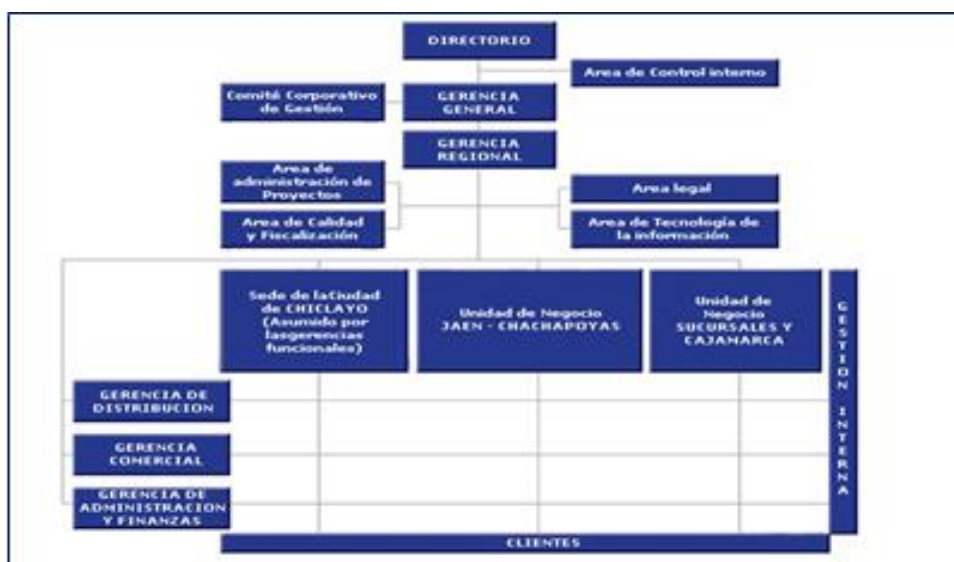 DIRECTORIO
Area de Control interno
Comité Corporativo
de Gestión
GERENCIA
GENERAL
GERENCIA
REGIONAL
Area de
administración de
Proyectos
Area legal
Area de Calidad
y Fiscalización
Area de Tecnología de
la información
Sede de laCiudad
de CHICLAYO
(Asumido por
lasgerencias
funcionales)
Unidad de Negocio
JAEN - CHACHAPOYAS
Unidad de
Negocio
SUCURSALES Y
CAJAMARCA
GESTION INTERNA
GERENCIA DE
DISTRIBUCION
GERENCIA
COMERCIAL
GERENCIA DE
ADMINISTRACION
Y FINANZAS
CLIENTES